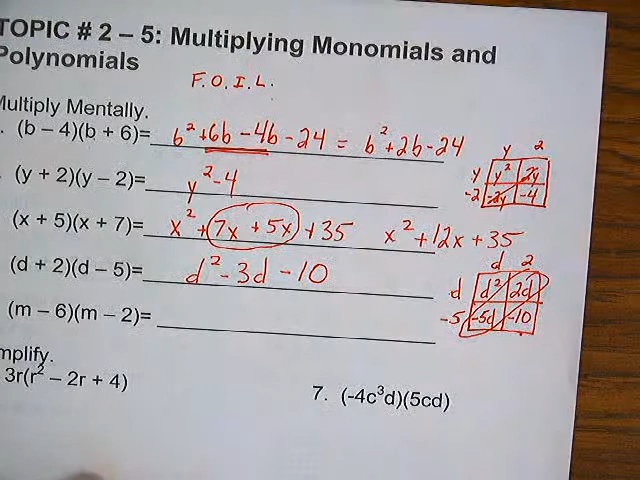 TOPIC # 2 – 5: Multiplying Monomials and
Polynomials
F.O.I.L.
Multiply Mentally.
. (b – 4)(b + 6)= b² + 6b – 4b – 24 = b² + 2b – 24
y 2
y y² 2y
-2 -2y -4
. (y + 2)(y – 2)= y² – 4
(x + 5)(x + 7)= x² + 7x + 5x + 35 x² + 12x + 35
(d + 2)(d – 5)= d² – 3d – 10
d 2
d d² 2d
-5 -5d -10
(m – 6)(m – 2)=
mplify.
3r(r² – 2r + 4)
7. (-4c³d)(5cd)